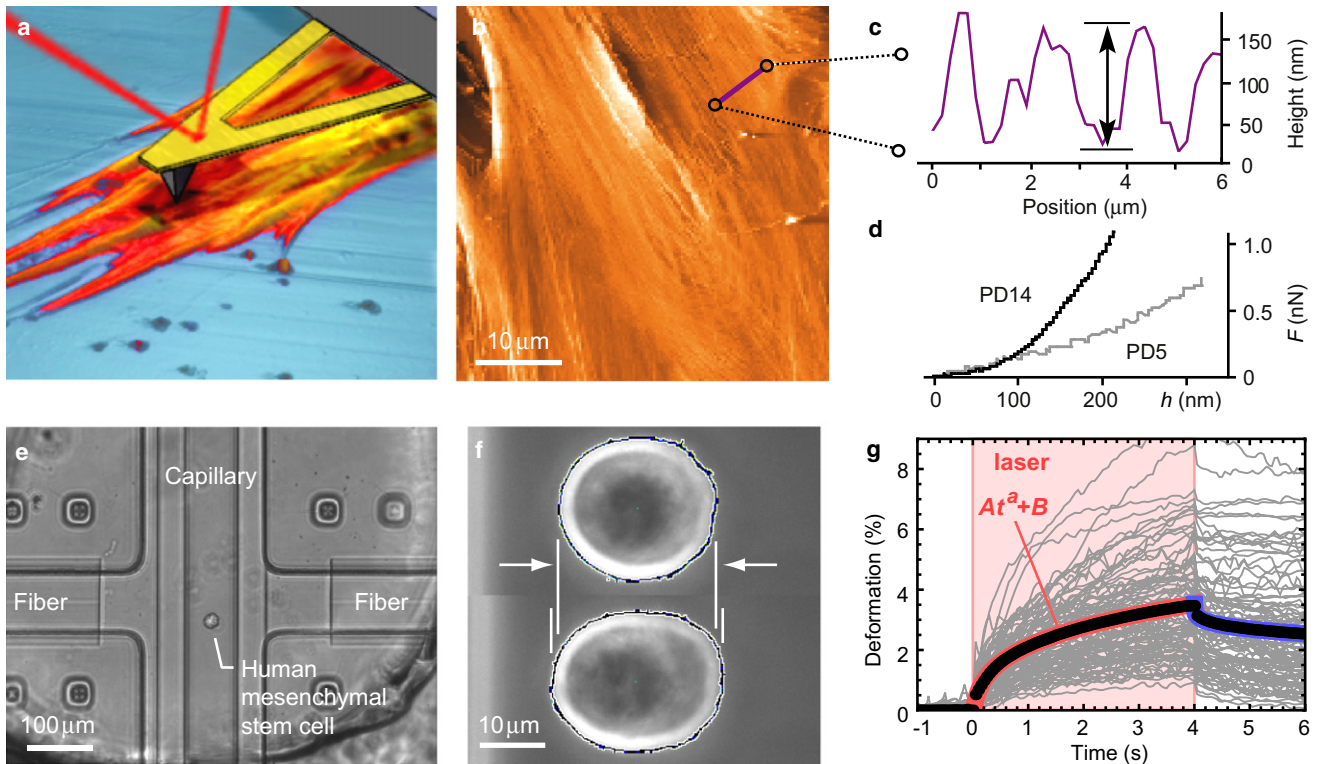 a
b
10 μm
c
150
100
50
0
Height (nm)
0
2
4
6
Position (μm)
d
PD14
PD5
1.0
0.5
0
F (nN)
0
100
200
h (nm)
e
Capillary
Fiber
Fiber
Human
mesenchymal
stem cell
100 μm
f
10 μm
g
laser
Atᵃ+B
8
6
4
2
0
Deformation (%)
-1
0
1
2
3
4
5
6
Time (s)